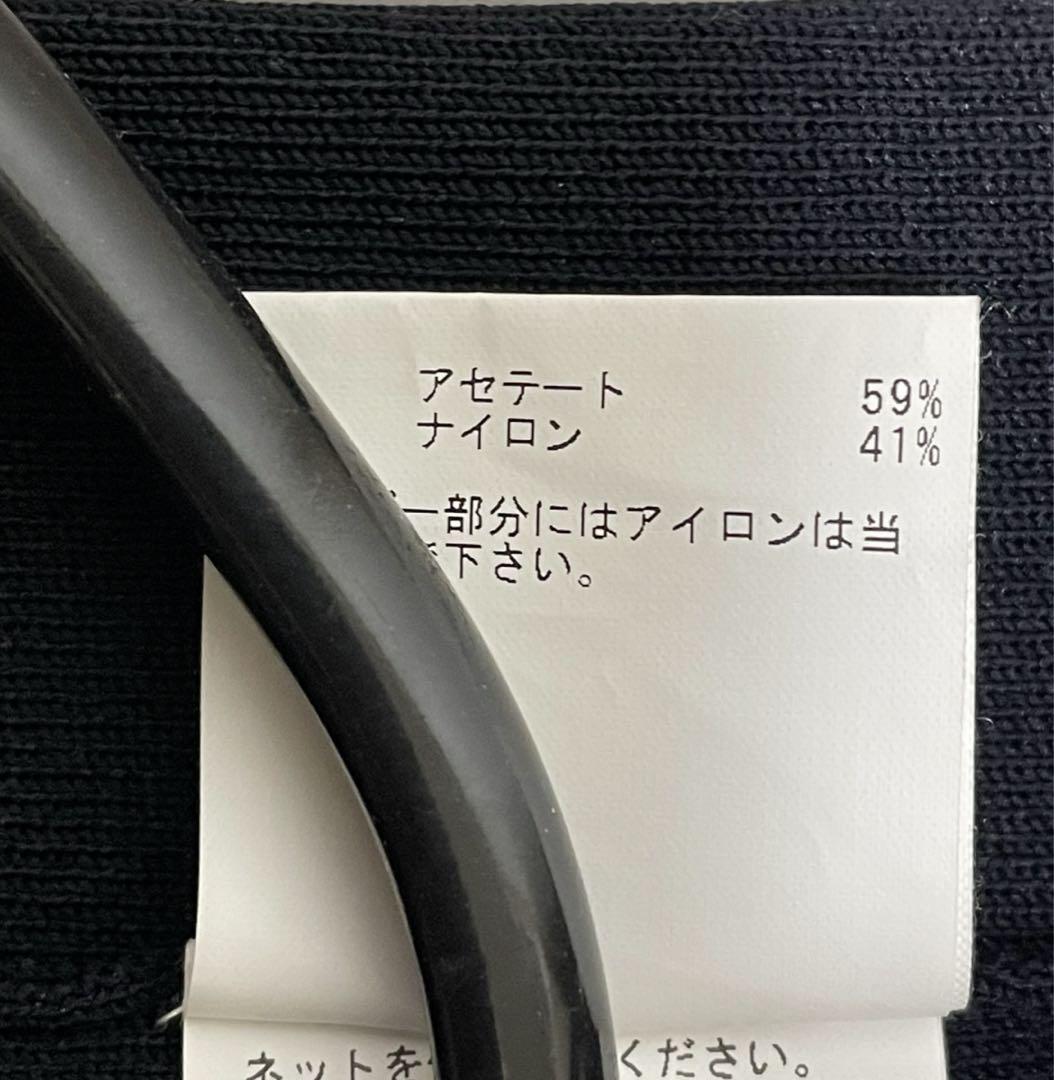 アセテート 59%
ナイロン 41%
部分にはアイロンは当
下さい。
ネットを ください。